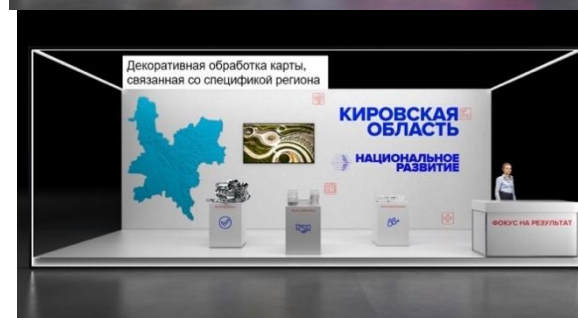 Декоративная обработка карты,
связанная со спецификой региона
КИРОВСКАЯ
ОБЛАСТЬ
НАЦИОНАЛЬНОЕ
РАЗВИТИЕ
ФОКУС НА РЕЗУЛЬТАТ